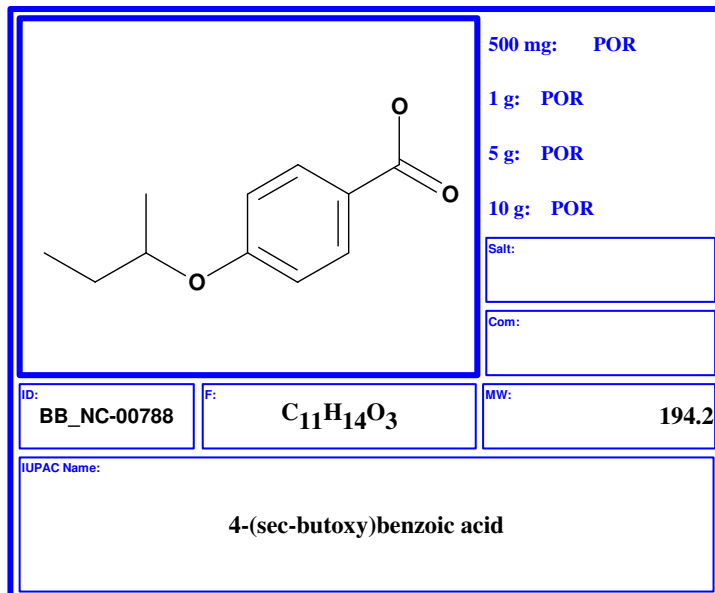 500 mg: POR
1 g: POR
5 g: POR
10 g: POR
O
O
O
Salt:
Com:
ID:
BB_NC-00788
F:
C11H14O3
MW:
194.2
IUPAC Name:
4-(sec-butoxy)benzoic acid